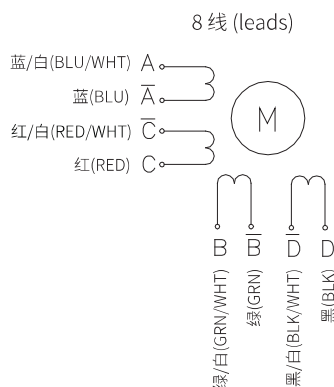 8 线 (leads)
蓝/白(BLU/WHT) A
蓝(BLU) A̅
红/白(RED/WHT) C̅
红(RED) C
M
B B̅ D̅ D
绿/白(GRN/WHT)
绿(GRN)
黑/白(BLK/WHT)
黑(BLK)